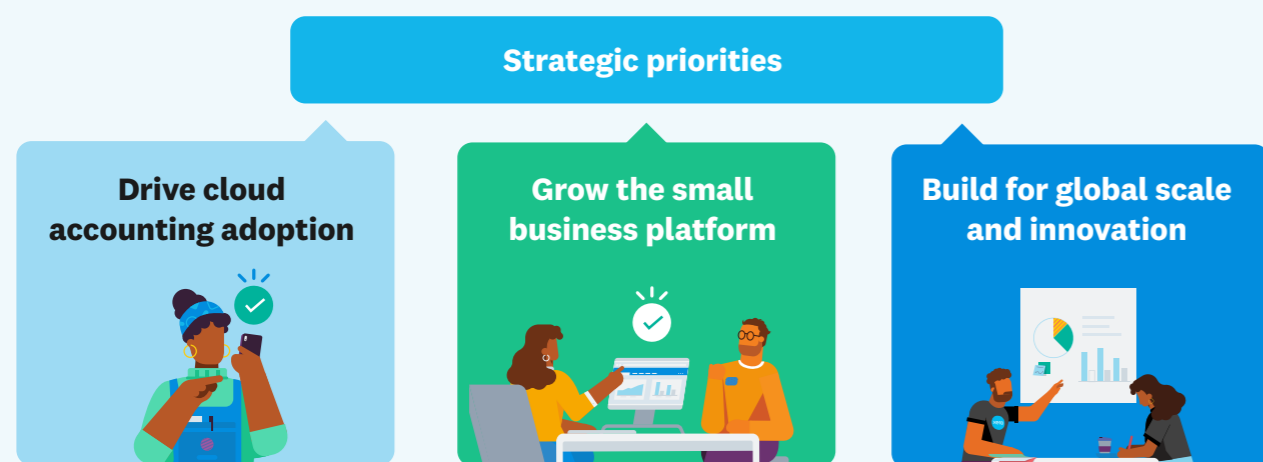 Strategic priorities
Drive cloud
accounting adoption
Grow the small
business platform
Build for global scale
and innovation